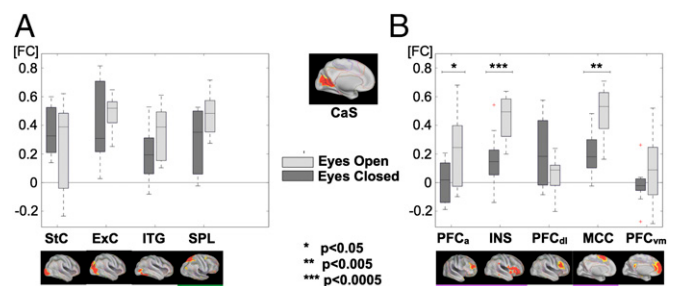 A
B
[FC]
[FC]
0.8
0.6
0.4
0.2
0
-0.2
StC ExC ITG SPL
CaS
Eyes Open
Eyes Closed
* p<0.05
** p<0.005
*** p<0.0005
0.8
0.6
0.4
0.2
0
-0.2
* *** **
PFCa INS PFCdl MCC PFCvm